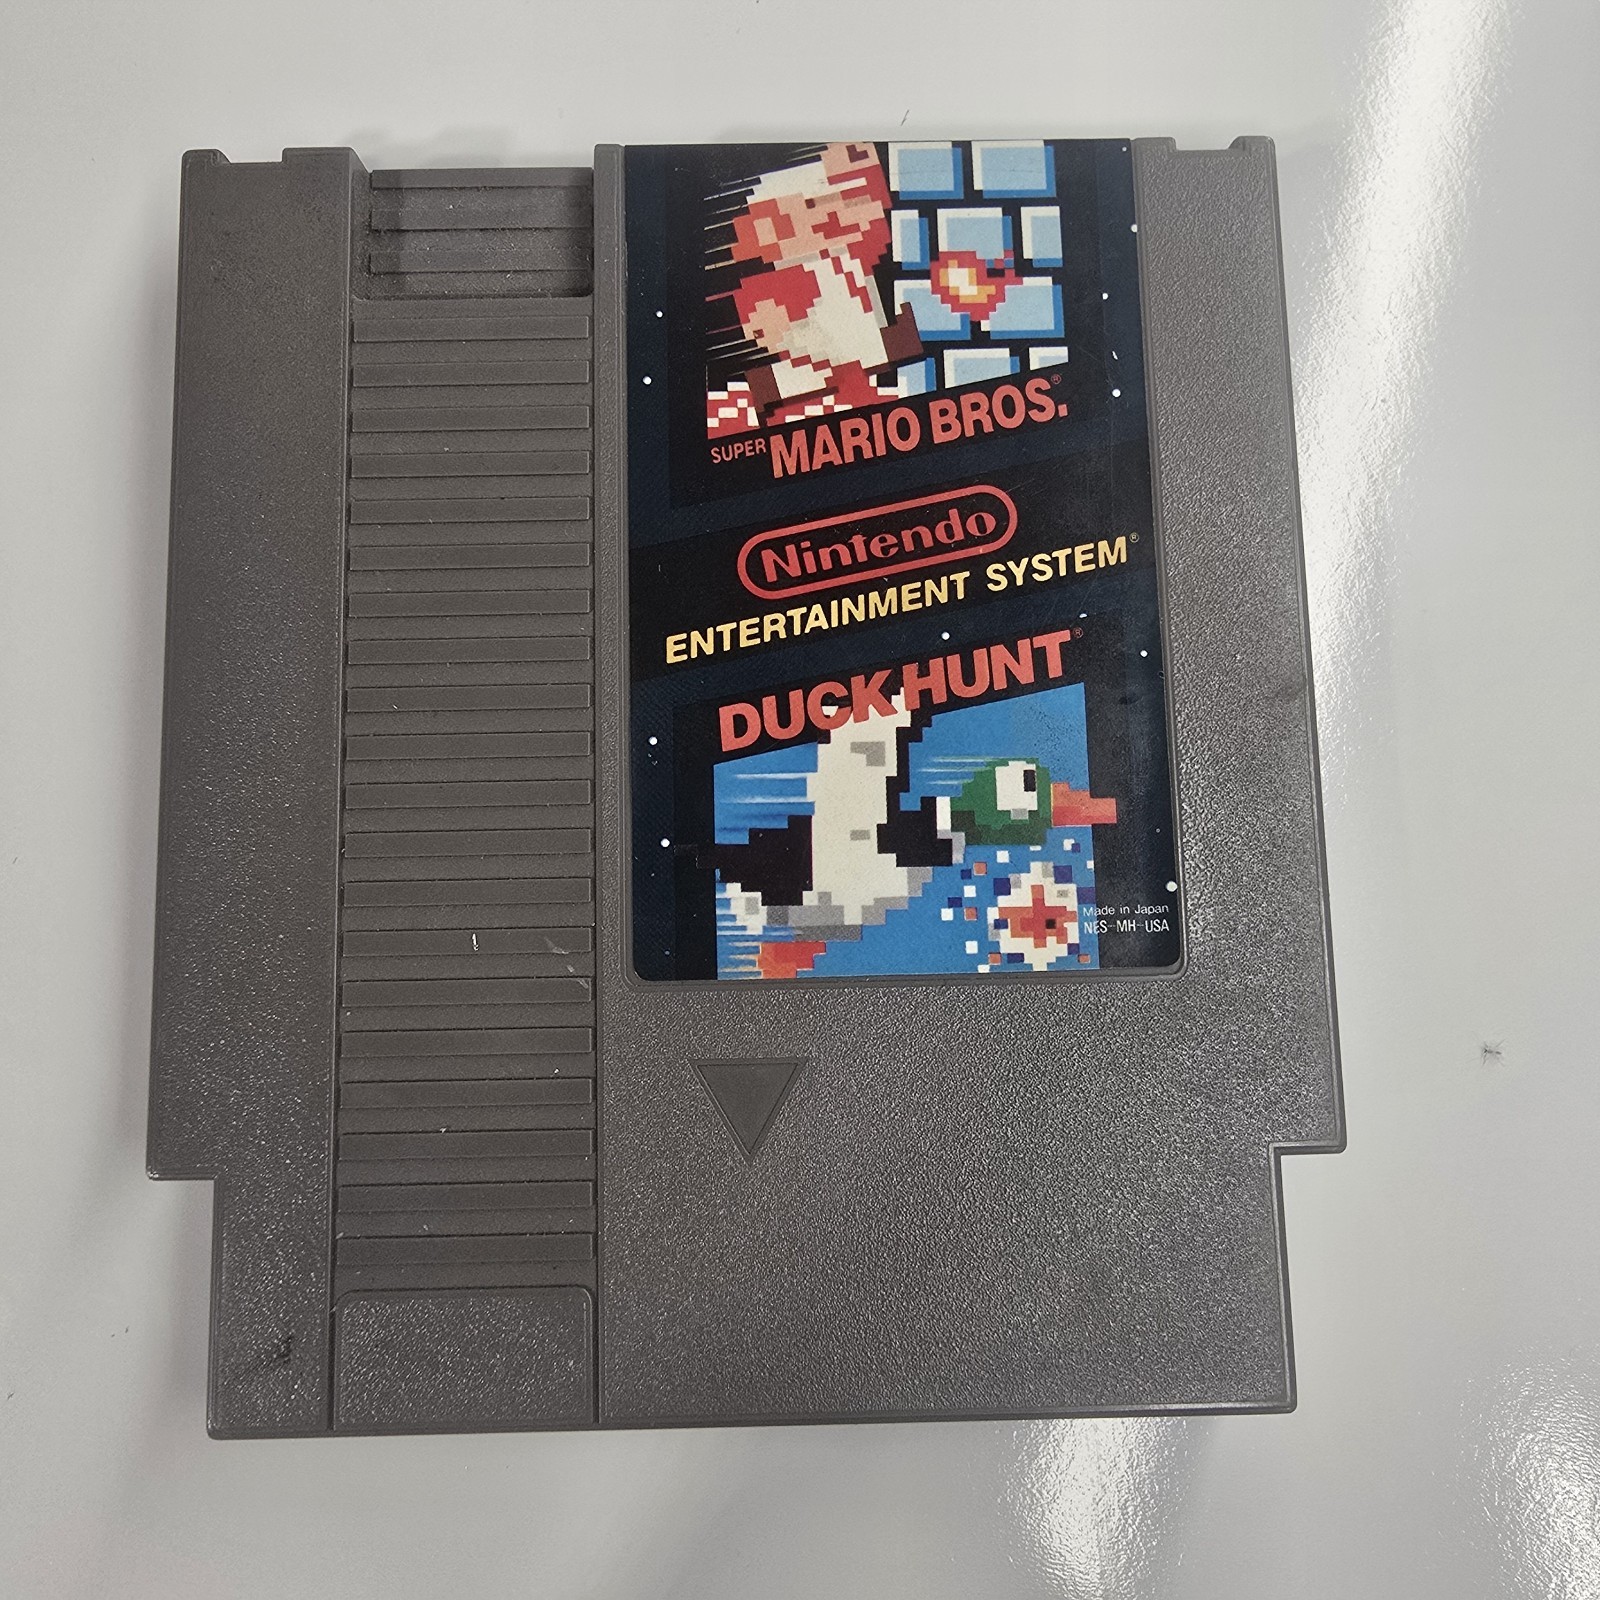 SUPER MARIO BROS.®
Nintendo
ENTERTAINMENT SYSTEM®
DUCK HUNT®
Made in Japan
NES-MH-USA